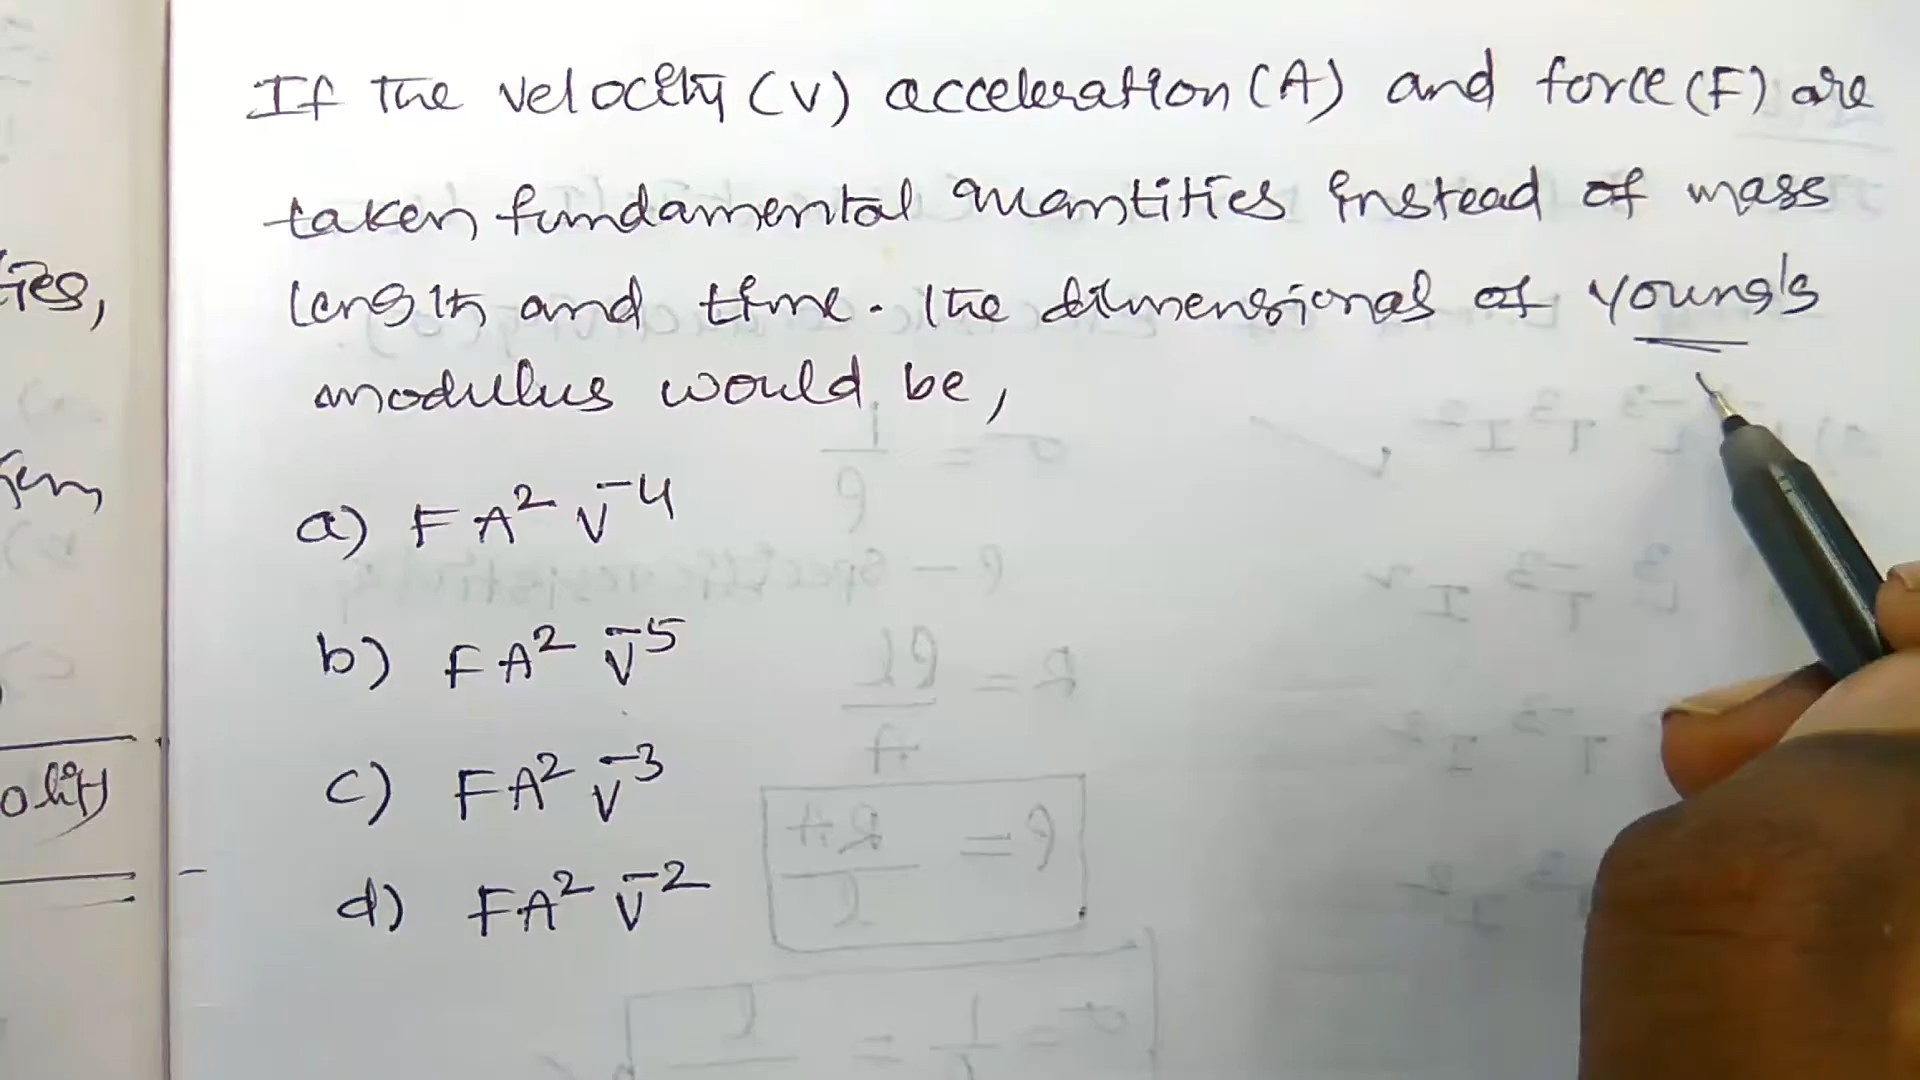 If The velocity (V) acceleration (A) and force (F) are
taken fundamental quantities instead of mass
length and time. The dimensional of young's
modulus would be,
a) F A² V⁻⁴
b) F A² V⁻⁵
c) F A² V⁻³
d) F A² V⁻²